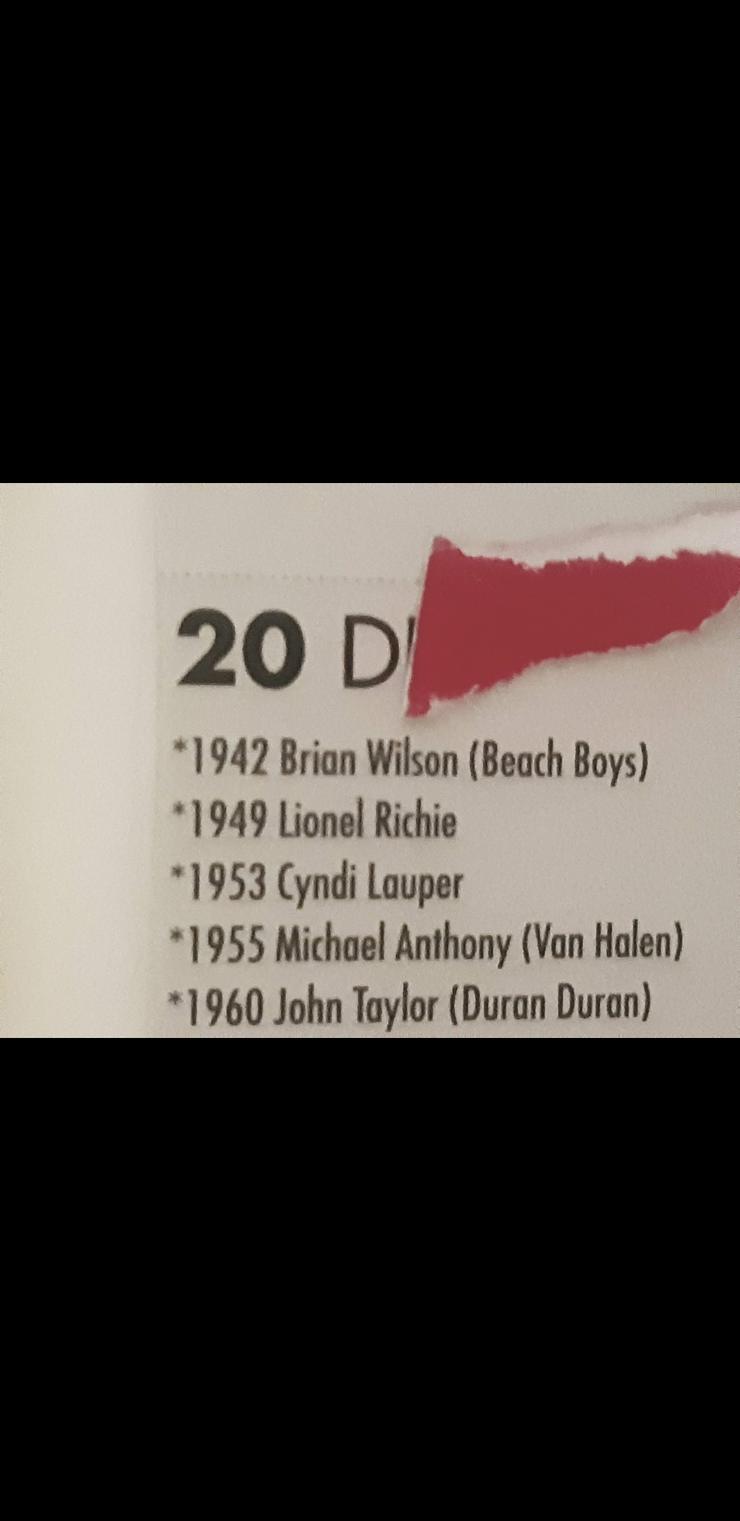 20
*1942 Brian Wilson (Beach Boys)
*1949 Lionel Richie
*1953 Cyndi Lauper
*1955 Michael Anthony (Van Halen)
*1960 John Taylor (Duran Duran)